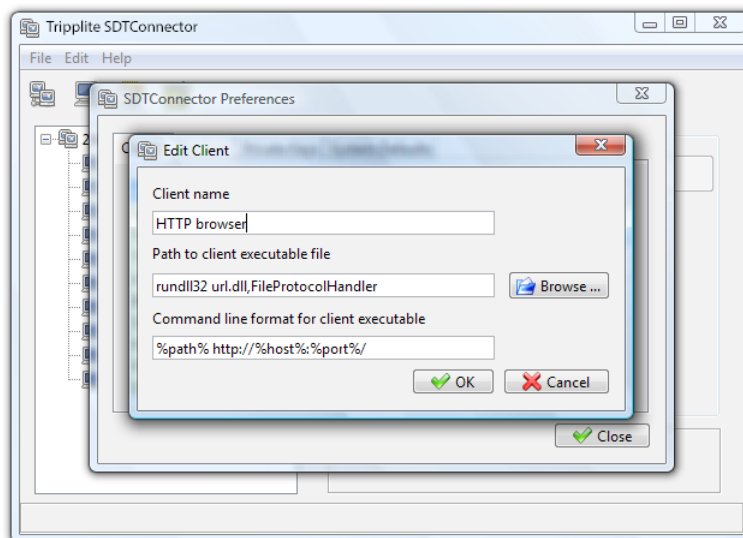 Tripplite SDTConnector
File Edit Help
SDTConnector Preferences
2
Edit Client
Client name
HTTP browser
Path to client executable file
rundll32 url.dll,FileProtocolHandler
Browse ...
Command line format for client executable
%path% http://%host%:%port%/
OK
Cancel
Close